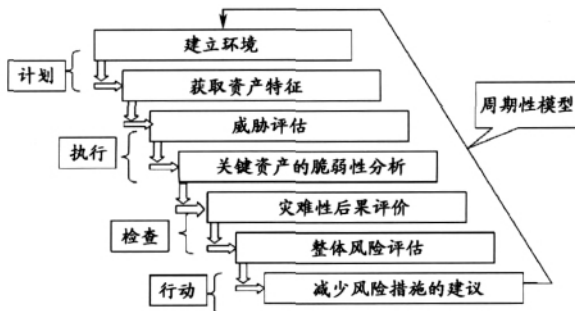 建立环境
计划
获取资产特征
周期性模型
威胁评估
执行
关键资产的脆弱性分析
灾难性后果评价
检查
整体风险评估
行动
减少风险措施的建议